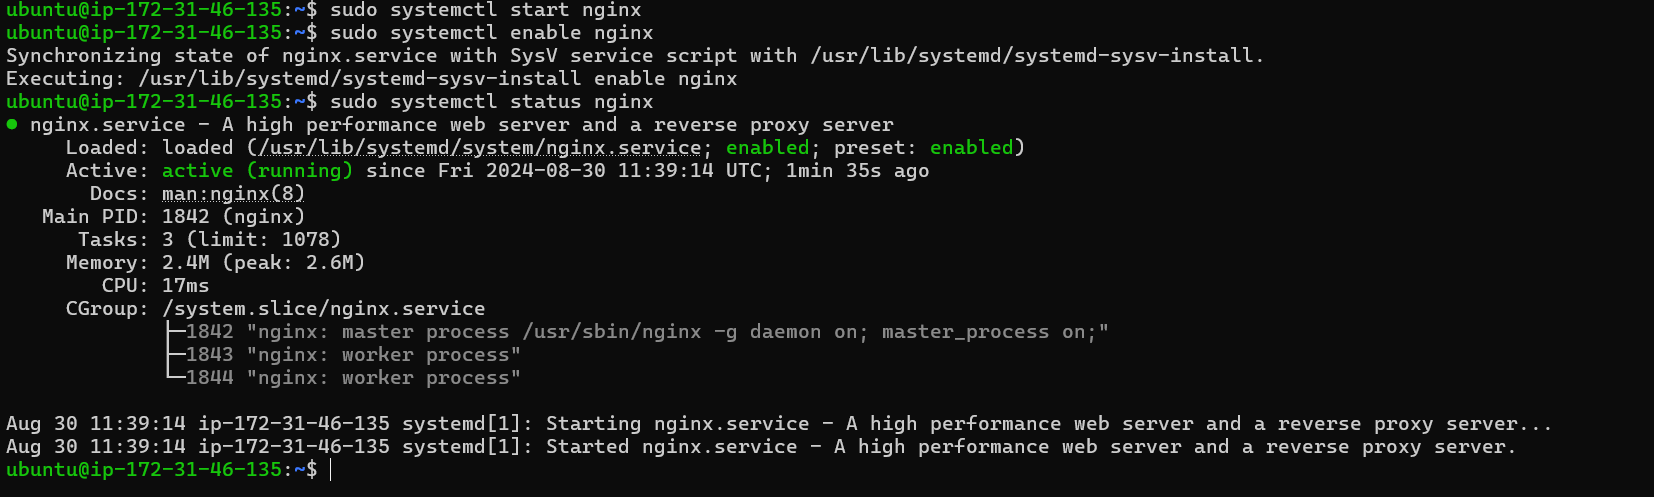 ubuntu@ip-172-31-46-135:~$ sudo systemctl start nginx
ubuntu@ip-172-31-46-135:~$ sudo systemctl enable nginx
Synchronizing state of nginx.service with SysV service script with /usr/lib/systemd/systemd-sysv-install.
Executing: /usr/lib/systemd/systemd-sysv-install enable nginx
ubuntu@ip-172-31-46-135:~$ sudo systemctl status nginx
● nginx.service - A high performance web server and a reverse proxy server
     Loaded: loaded (/usr/lib/systemd/system/nginx.service; enabled; preset: enabled)
     Active: active (running) since Fri 2024-08-30 11:39:14 UTC; 1min 35s ago
       Docs: man:nginx(8)
   Main PID: 1842 (nginx)
      Tasks: 3 (limit: 1078)
     Memory: 2.4M (peak: 2.6M)
        CPU: 17ms
     CGroup: /system.slice/nginx.service
             ├─1842 "nginx: master process /usr/sbin/nginx -g daemon on; master_process on;"
             ├─1843 "nginx: worker process"
             └─1844 "nginx: worker process"
Aug 30 11:39:14 ip-172-31-46-135 systemd[1]: Starting nginx.service - A high performance web server and a reverse proxy server...
Aug 30 11:39:14 ip-172-31-46-135 systemd[1]: Started nginx.service - A high performance web server and a reverse proxy server.
ubuntu@ip-172-31-46-135:~$